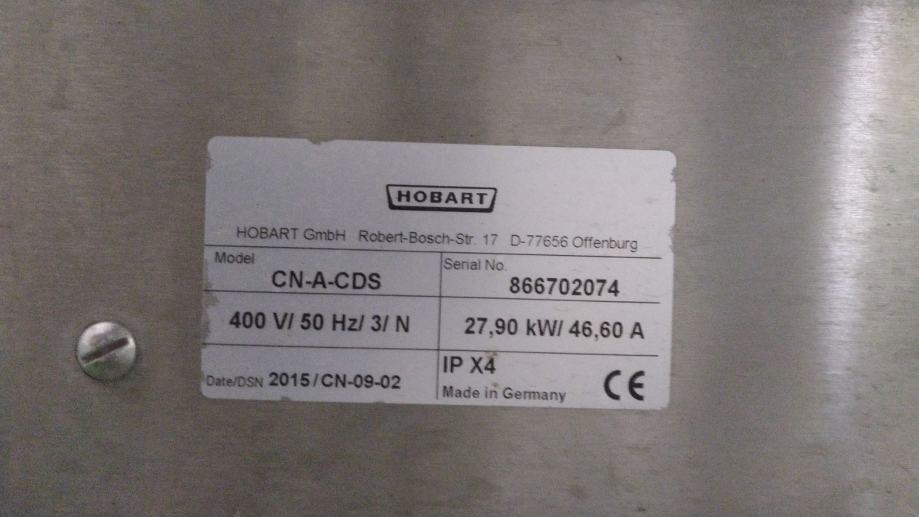 HOBART
HOBART GmbH Robert-Bosch-Str. 17 D-77656 Offenburg
Model
CN-A-CDS
Serial No.
866702074
400 V/ 50 Hz/ 3/ N
27,90 kW/ 46,60 A
Date/DSN 2015/CN-09-02
IP X4
Made in Germany
CE